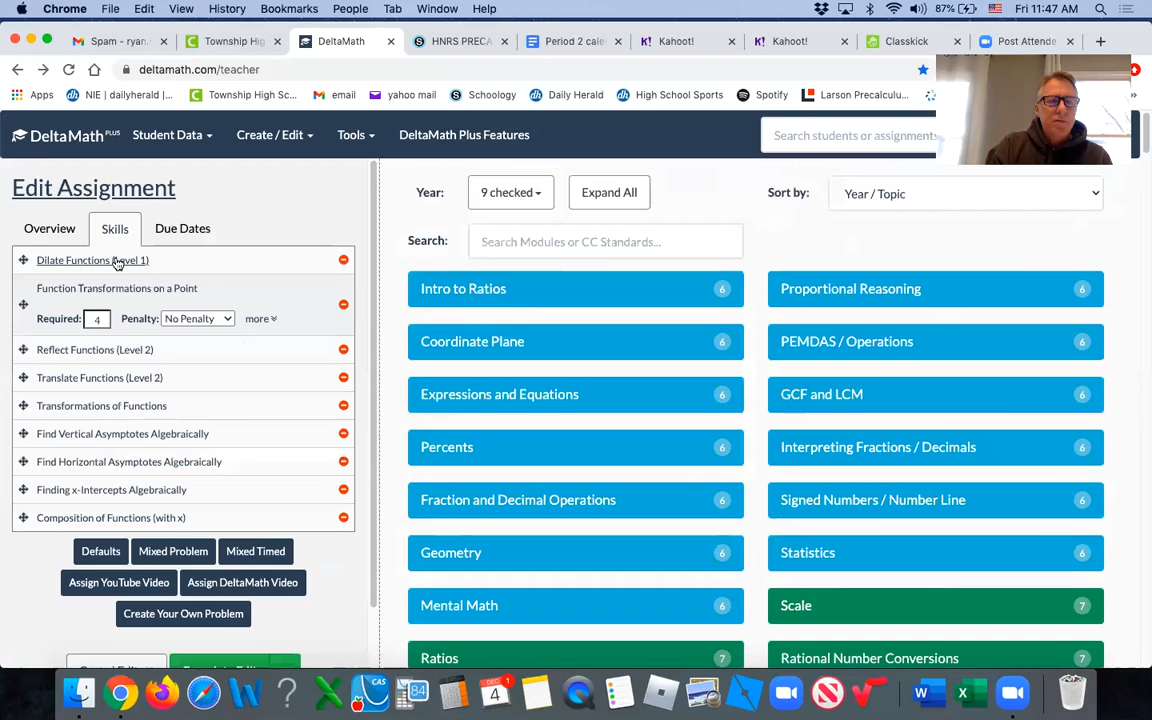 Chrome File Edit View History Bookmarks People Tab Window Help 87% Fri 11:47 AM
Spam - ryan. Township Hig DeltaMath HNRS PRECA Period 2 cale Kahoot! Kahoot! Classkick Post Attende
deltamath.com/teacher
Apps NIE | dailyherald | Township High Sc... email yahoo mail Schoology Daily Herald High School Sports Spotify Larson Precalculu...
DeltaMath PLUS Student Data Create / Edit Tools DeltaMath Plus Features Search students or assignment
Edit Assignment
Overview Skills Due Dates
Dilate Functions (Level 1)
Function Transformations on a Point
Required: 4 Penalty: No Penalty more
Reflect Functions (Level 2)
Translate Functions (Level 2)
Transformations of Functions
Find Vertical Asymptotes Algebraically
Find Horizontal Asymptotes Algebraically
Finding x-Intercepts Algebraically
Composition of Functions (with x)
Defaults Mixed Problem Mixed Timed
Assign YouTube Video Assign DeltaMath Video
Create Your Own Problem
Year: 9 checked Expand All Sort by: Year / Topic
Search: Search Modules or CC Standards...
Intro to Ratios 6 Proportional Reasoning 6
Coordinate Plane 6 PEMDAS / Operations 6
Expressions and Equations 6 GCF and LCM 6
Percents 6 Interpreting Fractions / Decimals 6
Fraction and Decimal Operations 6 Signed Numbers / Number Line 6
Geometry 6 Statistics 6
Mental Math 6 Scale 7
Ratios 7 Rational Number Conversions 7